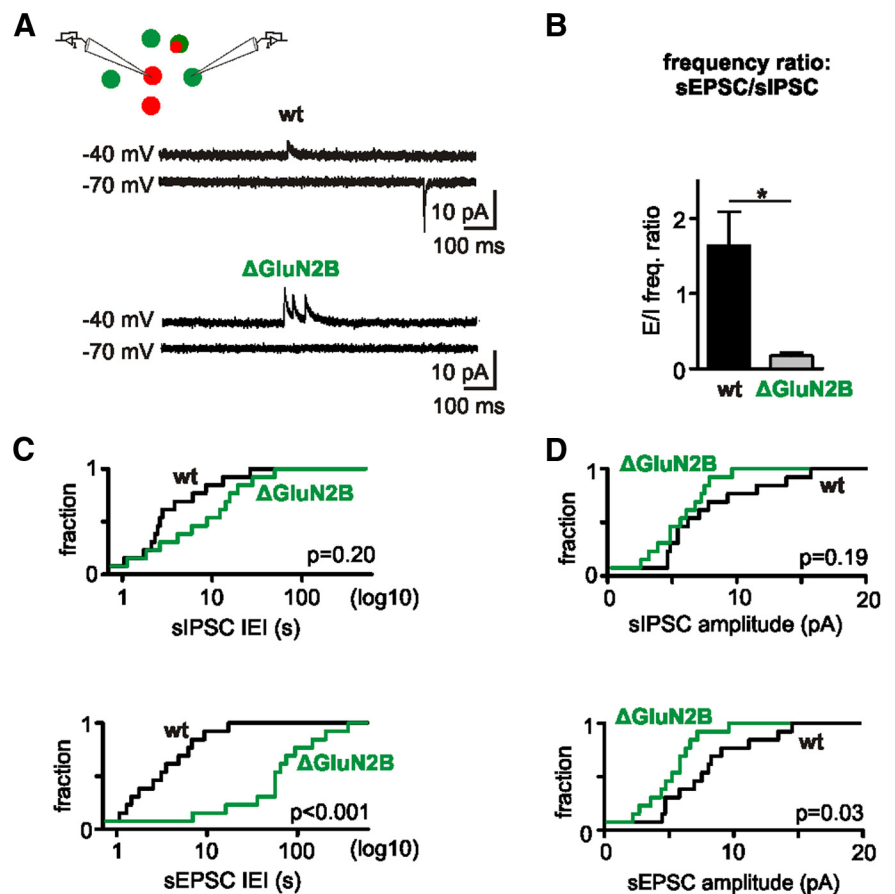 A
wt
-40 mV
-70 mV
10 pA
100 ms
ΔGluN2B
-40 mV
-70 mV
10 pA
100 ms
B
frequency ratio:
sEPSC/sIPSC
*
E/I freq. ratio
2
1
0
wt
ΔGluN2B
C
1
0
fraction
wt
ΔGluN2B
p=0.20
1
10
100
(log10)
sIPSC IEI (s)
1
0
fraction
wt
ΔGluN2B
p<0.001
1
10
100
(log10)
sEPSC IEI (s)
D
1
0
fraction
ΔGluN2B
wt
p=0.19
0
10
20
sIPSC amplitude (pA)
1
0
fraction
ΔGluN2B
wt
p=0.03
0
10
20
sEPSC amplitude (pA)